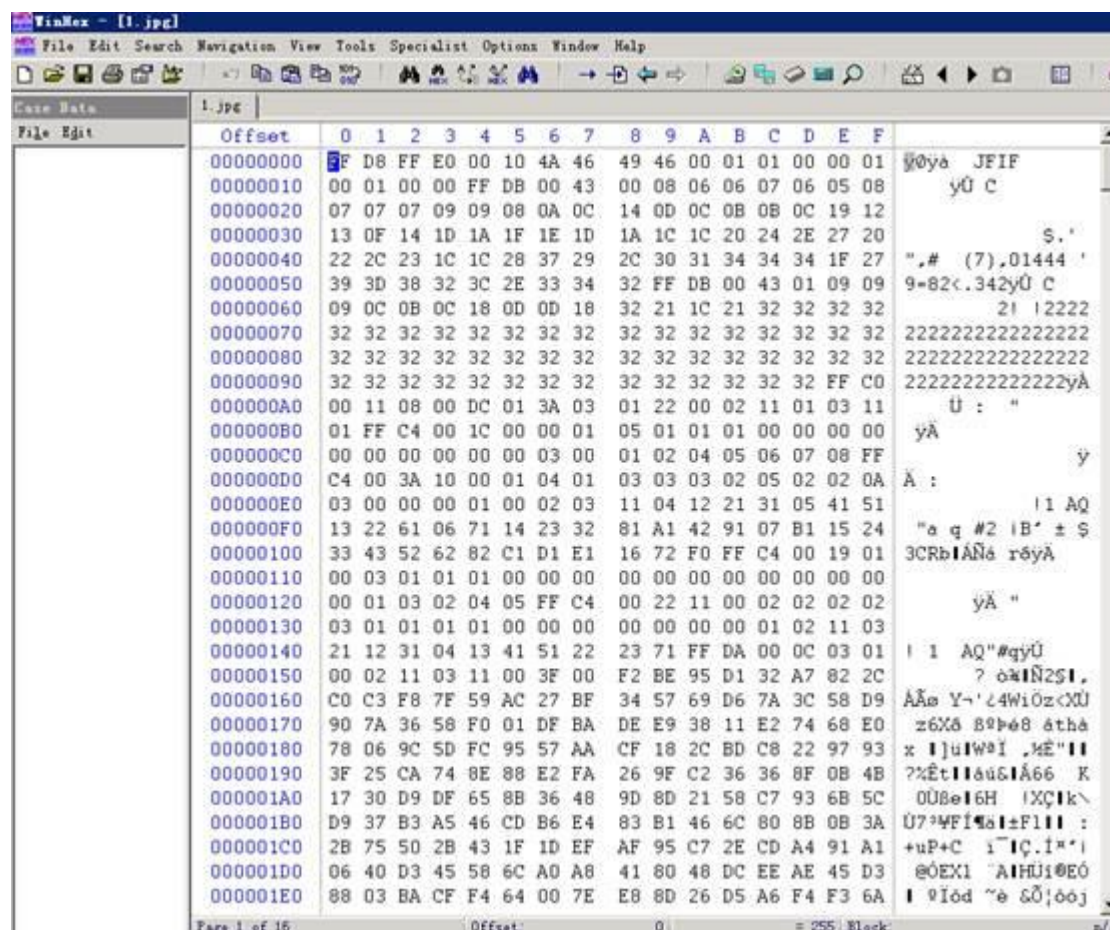 WinHex - [1.jpg]
File Edit Search Navigation View Tools Specialist Options Window Help
Case Data
File Edit
1.jpg
Offset 0 1 2 3 4 5 6 7 8 9 A B C D E F
00000000 FF D8 FF E0 00 10 4A 46 49 46 00 01 01 00 00 01 ÿØÿà JFIF
00000010 00 01 00 00 FF DB 00 43 00 08 06 06 07 06 05 08 ÿÛ C
00000020 07 07 07 09 09 08 0A 0C 14 0D 0C 0B 0B 0C 19 12
00000030 13 0F 14 1D 1A 1F 1E 1D 1A 1C 1C 20 24 2E 27 20 $.'
00000040 22 2C 23 1C 1C 28 37 29 2C 30 31 34 34 34 1F 27 ",# (7),01444 '
00000050 39 3D 38 32 3C 2E 33 34 32 FF DB 00 43 01 09 09 9=82<.342ÿÛ C
00000060 09 0C 0B 0C 18 0D 0D 18 32 21 1C 21 32 32 32 32 2! !2222
00000070 32 32 32 32 32 32 32 32 32 32 32 32 32 32 32 32 2222222222222222
00000080 32 32 32 32 32 32 32 32 32 32 32 32 32 32 32 32 2222222222222222
00000090 32 32 32 32 32 32 32 32 32 32 32 32 32 32 FF C0 22222222222222ÿÀ
000000A0 00 11 08 00 DC 01 3A 03 01 22 00 02 11 01 03 11 Ü : "
000000B0 01 FF C4 00 1C 00 00 01 05 01 01 01 00 00 00 00 ÿÄ
000000C0 00 00 00 00 00 00 03 00 01 02 04 05 06 07 08 FF ÿ
000000D0 C4 00 3A 10 00 01 04 01 03 03 03 02 05 02 02 0A Ä :
000000E0 03 00 00 00 01 00 02 03 11 04 12 21 31 05 41 51 !1 AQ
000000F0 13 22 61 06 71 14 23 32 81 A1 42 91 07 B1 15 24 "a q #2
00000100 33 43 52 62 82 C1 D1 E1 16 72 F0 FF C4 00 19 01 3CRb
00000110 00 03 01 01 01 00 00 00 00 00 00 00 00 00 00 00
00000120 00 01 03 02 04 05 FF C4 00 22 11 00 02 02 02 02 ÿÄ "
00000130 03 01 01 01 01 00 00 00 00 00 00 00 01 02 11 03
00000140 21 12 31 04 13 41 51 22 23 71 FF DA 00 0C 03 01 ! 1 AQ"#qÿÚ
00000150 00 02 11 03 11 00 3F 00 F2 BE 95 D1 32 A7 82 2C
00000160 C0 C3 F8 7F 59 AC 27 BF 34 57 69 D6 7A 3C 58 D9
00000170 90 7A 36 58 F0 01 DF BA DE E9 38 11 E2 74 68 E0
00000180 78 06 9C 5D FC 95 57 AA CF 18 2C BD C8 22 97 93
00000190 3F 25 CA 74 8E 88 E2 FA 26 9F C2 36 36 8F 0B 4B
000001A0 17 30 D9 DF 65 8B 36 48 9D 8D 21 58 C7 93 6B 5C
000001B0 D9 37 B3 A5 46 CD B6 E4 83 B1 46 6C 80 8B 0B 3A
000001C0 2B 75 50 2B 43 1F 1D EF AF 95 C7 2E CD A4 91 A1
000001D0 06 40 D3 45 58 6C A0 A8 41 80 48 DC EE AE 45 D3
000001E0 88 03 BA CF F4 64 00 7E E8 8D 26 D5 A6 F4 F3 6A
Page 1 of 16 Offset: 0 = 255 Block: